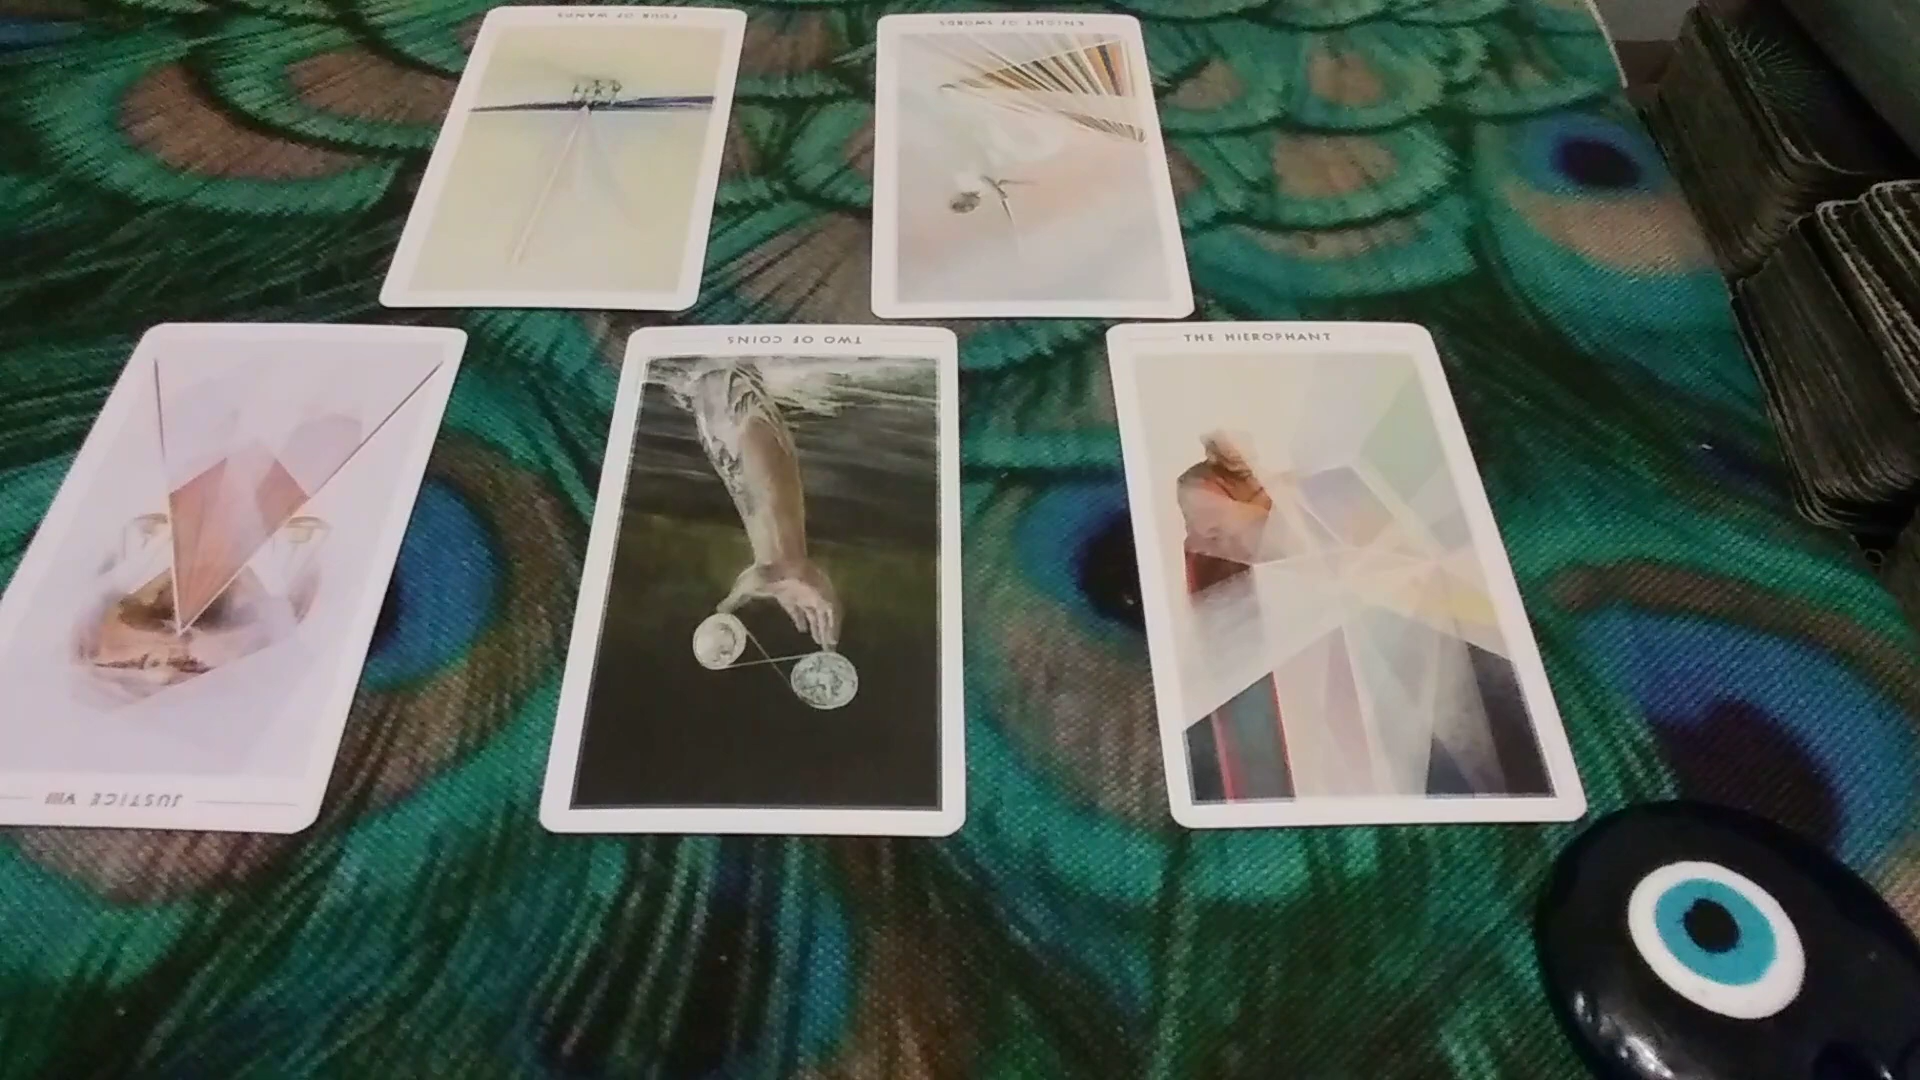 FOUR OF WANDS
KNIGHT OF SWORDS
TWO OF COINS
THE HIEROPHANT
JUSTICE VIII